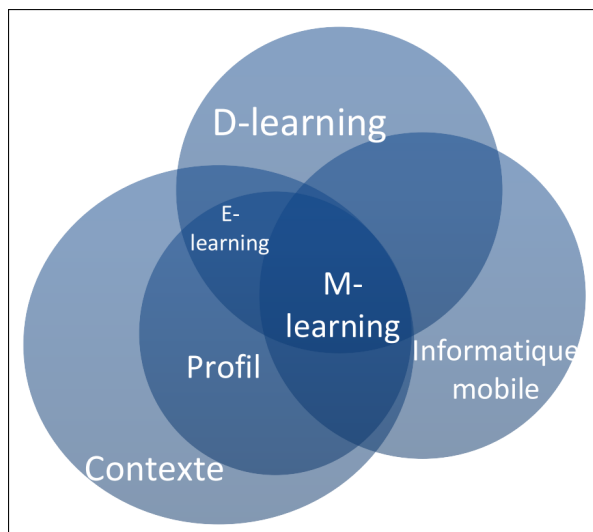 D-learning
E-
learning
M-
learning
Informatique
mobile
Profil
Contexte